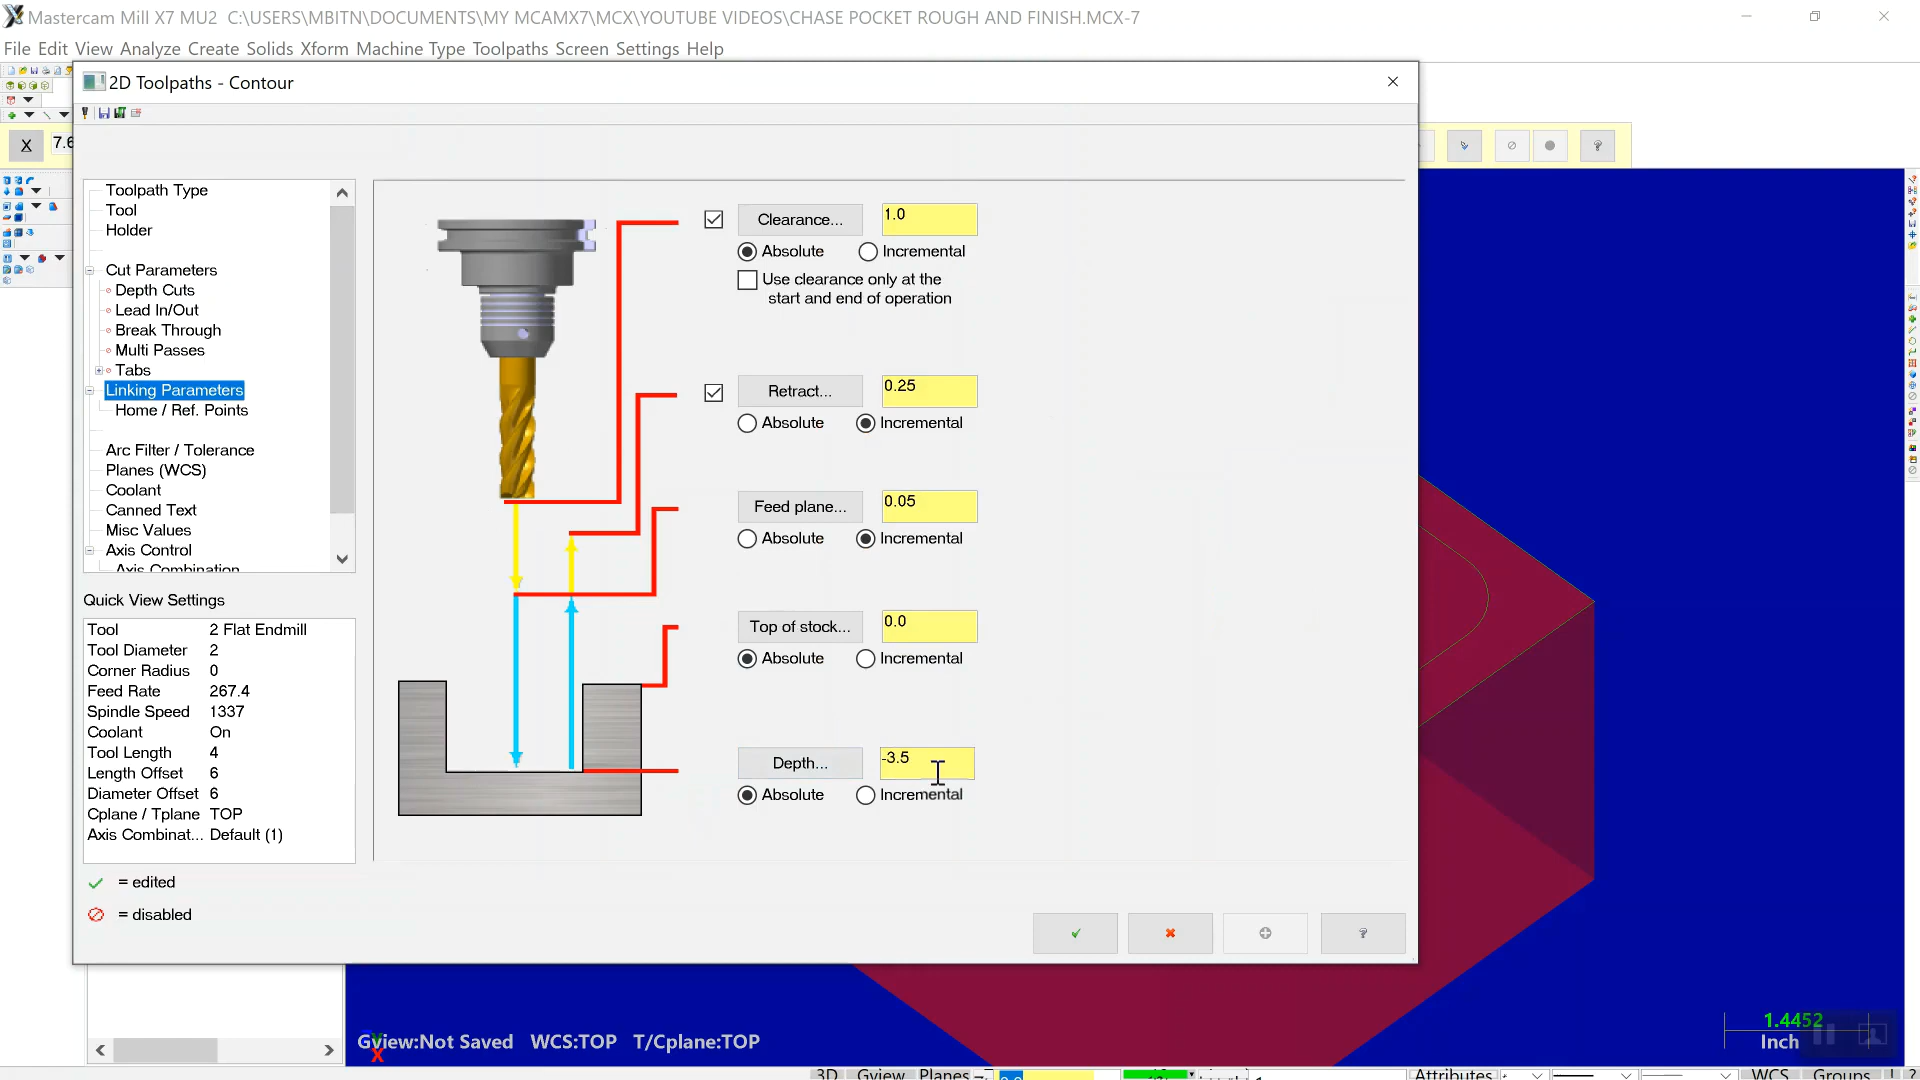 Mastercam Mill X7 MU2  C:\USERS\MBITN\DOCUMENTS\MY MCAMX7\MCX\YOUTUBE VIDEOS\CHASE POCKET ROUGH AND FINISH.MCX-7
File Edit View Analyze Create Solids Xform Machine Type Toolpaths Screen Settings Help
2D Toolpaths - Contour
X 7.6
Toolpath Type
Tool
Holder
Cut Parameters
Depth Cuts
Lead In/Out
Break Through
Multi Passes
Tabs
Linking Parameters
Home / Ref. Points
Arc Filter / Tolerance
Planes (WCS)
Coolant
Canned Text
Misc Values
Axis Control
Axis Combination
Quick View Settings
Tool 2 Flat Endmill
Tool Diameter 2
Corner Radius 0
Feed Rate 267.4
Spindle Speed 1337
Coolant On
Tool Length 4
Length Offset 6
Diameter Offset 6
Cplane / Tplane TOP
Axis Combinat... Default (1)
= edited
= disabled
Clearance... 1.0
Absolute Incremental
Use clearance only at the
start and end of operation
Retract... 0.25
Absolute Incremental
Feed plane... 0.05
Absolute Incremental
Top of stock... 0.0
Absolute Incremental
Depth... -3.5
Absolute Incremental
?
?
Gview:Not Saved WCS:TOP T/Cplane:TOP
Y
X
1.4452
Inch
3D Gview Planes
Attributes
WCS Groups ?